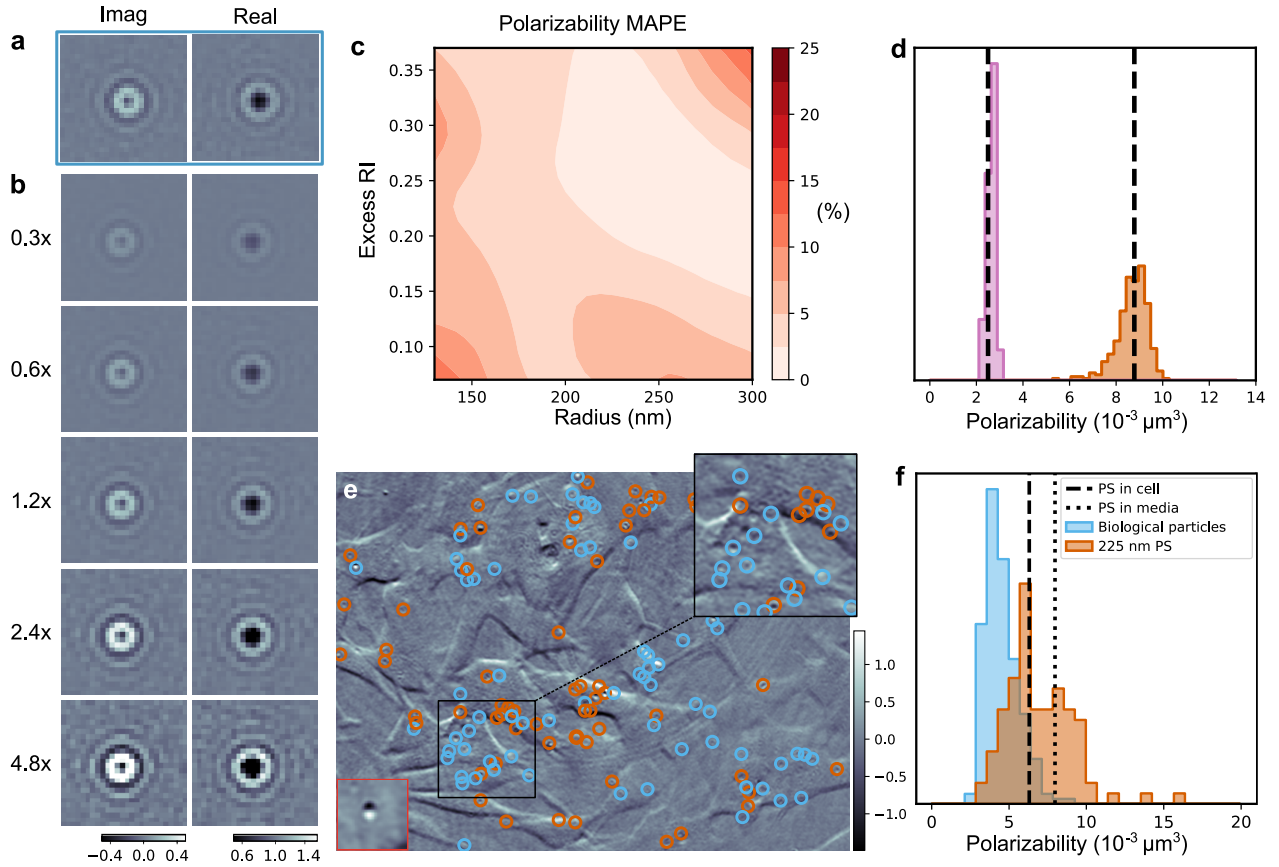 Imag Real
a
b
0.3x
0.6x
1.2x
2.4x
4.8x
−0.4 0.0 0.4
0.6 1.0 1.4
c
Polarizability MAPE
Excess RI
0.35
0.30
0.25
0.20
0.15
0.10
150 200 250 300
Radius (nm)
25
20
15
10
5
0
(%)
d
0 2 4 6 8 10 12 14
Polarizability (10⁻³ μm³)
e
1.0
0.5
0.0
−0.5
−1.0
f
PS in cell
PS in media
Biological particles
225 nm PS
0 5 10 15 20
Polarizability (10⁻³ μm³)